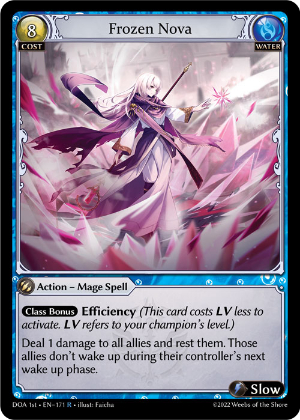 8
COST
Frozen Nova
WATER
Action – Mage Spell
Class Bonus Efficiency (This card costs LV less
to activate. LV refers to your champion's level.)
Deal 1 damage to all allies and rest them. Those
allies don't wake up during their controller's next
wake up phase.
Slow
DOA 1st • EN-171 R • illust: Faicha
©2022 Weebs of the Shore